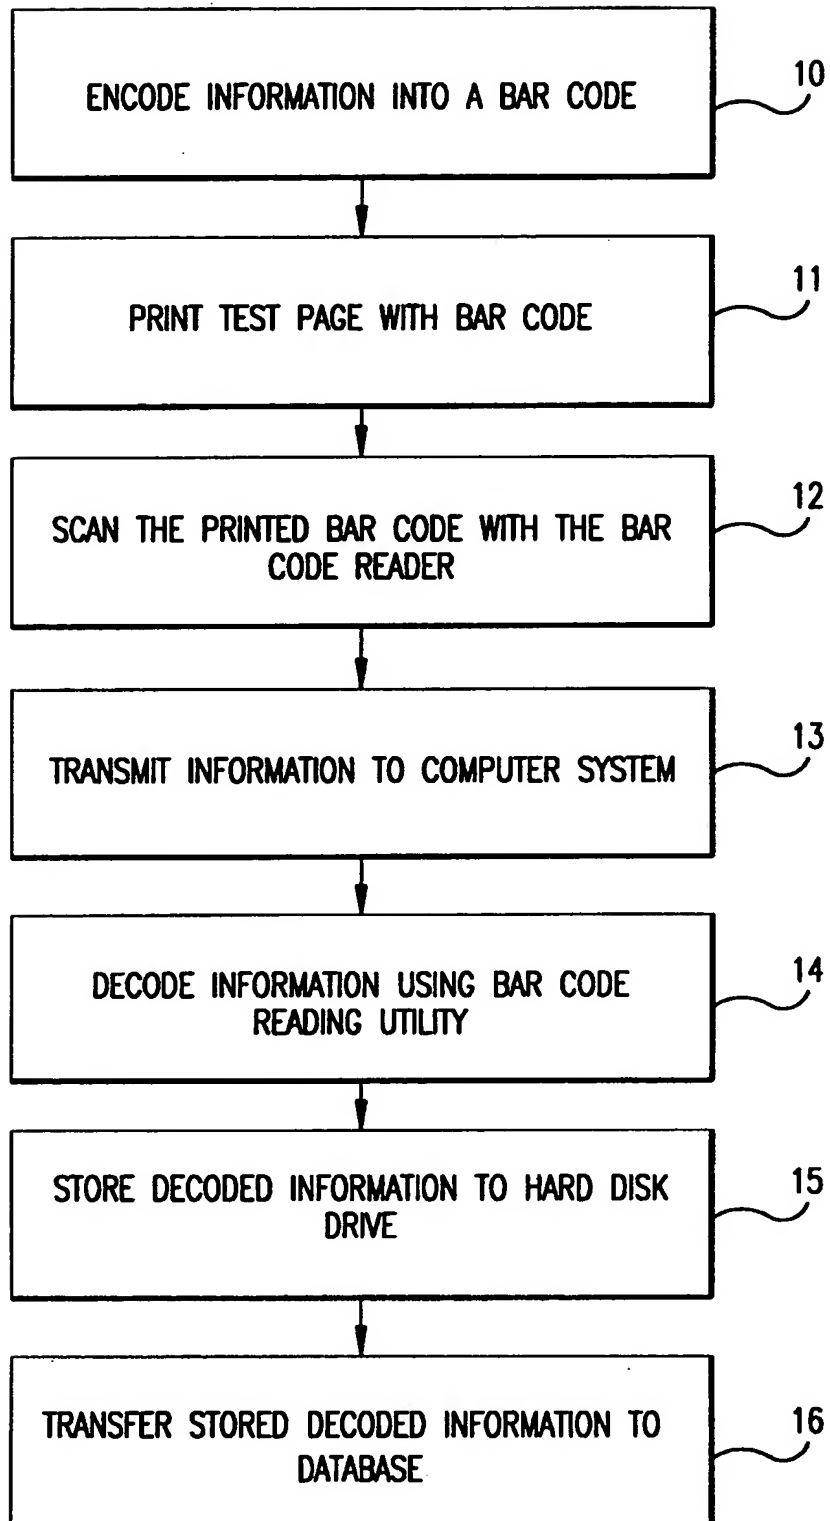 ENCODE INFORMATION INTO A BAR CODE
10
PRINT TEST PAGE WITH BAR CODE
11
SCAN THE PRINTED BAR CODE WITH THE BAR
CODE READER
12
TRANSMIT INFORMATION TO COMPUTER SYSTEM
13
DECODE INFORMATION USING BAR CODE
READING UTILITY
14
STORE DECODED INFORMATION TO HARD DISK
DRIVE
15
TRANSFER STORED DECODED INFORMATION TO
DATABASE
16